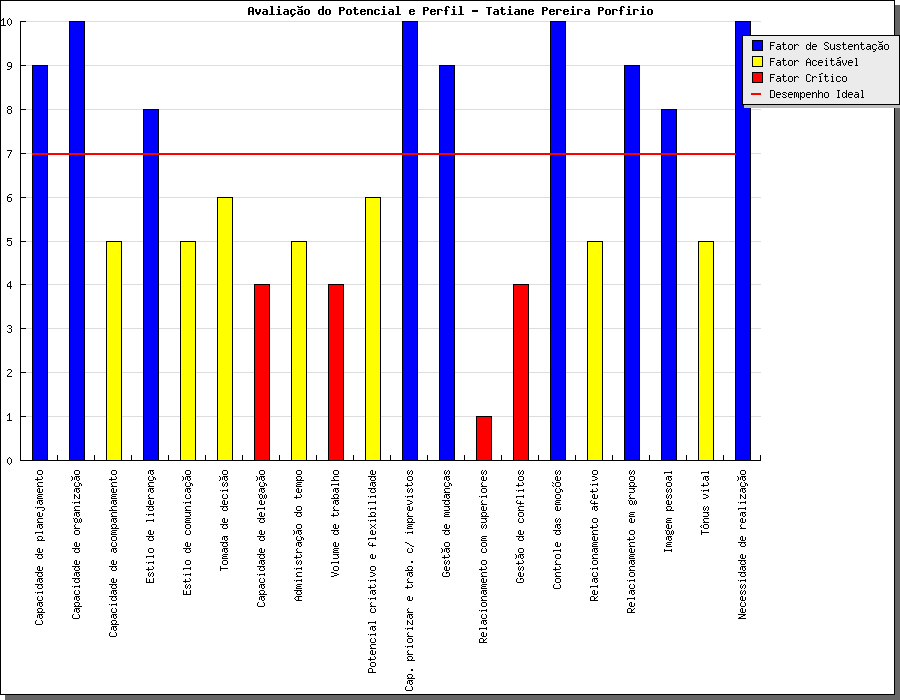 Avaliação do Potencial e Perfil - Tatiane Pereira Porfirio
10
9
8
7
6
5
4
3
2
1
0
Fator de Sustentação
Fator Aceitável
Fator Crítico
Desempenho Ideal
Capacidade de planejamento
Capacidade de organização
Capacidade de acompanhamento
Estilo de liderança
Estilo de comunicação
Tomada de decisão
Capacidade de delegação
Administração do tempo
Volume de trabalho
Potencial criativo e flexibilidade
Cap. priorizar e trab. c/ imprevistos
Gestão de mudanças
Relacionamento com superiores
Gestão de conflitos
Controle das emoções
Relacionamento afetivo
Relacionamento em grupos
Imagem pessoal
Tônus vital
Necessidade de realização